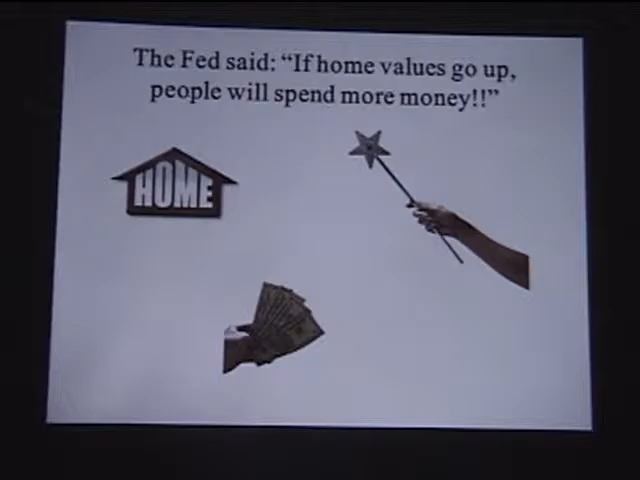 The Fed said: “If home values go up,
people will spend more money!!”
HOME